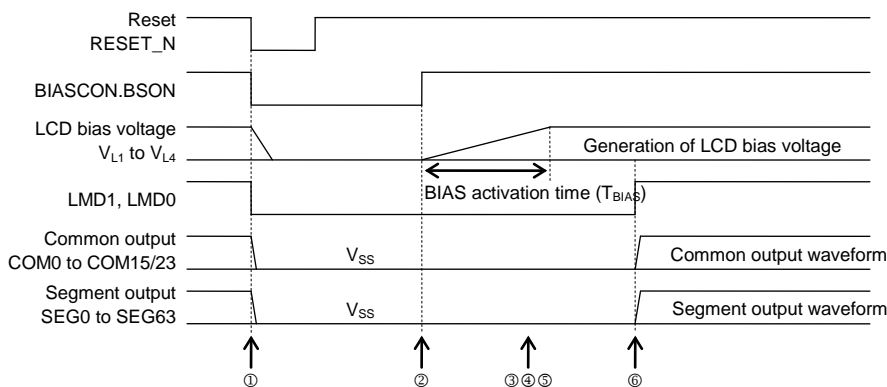 Reset
RESET_N
BIASCON.BSON
LCD bias voltage
VL1 to VL4
Generation of LCD bias voltage
BIAS activation time (TBIAS)
LMD1, LMD0
Common output
COM0 to COM15/23
VSS
Common output waveform
Segment output
SEG0 to SEG63
VSS
Segment output waveform
① ② ③④⑤ ⑥